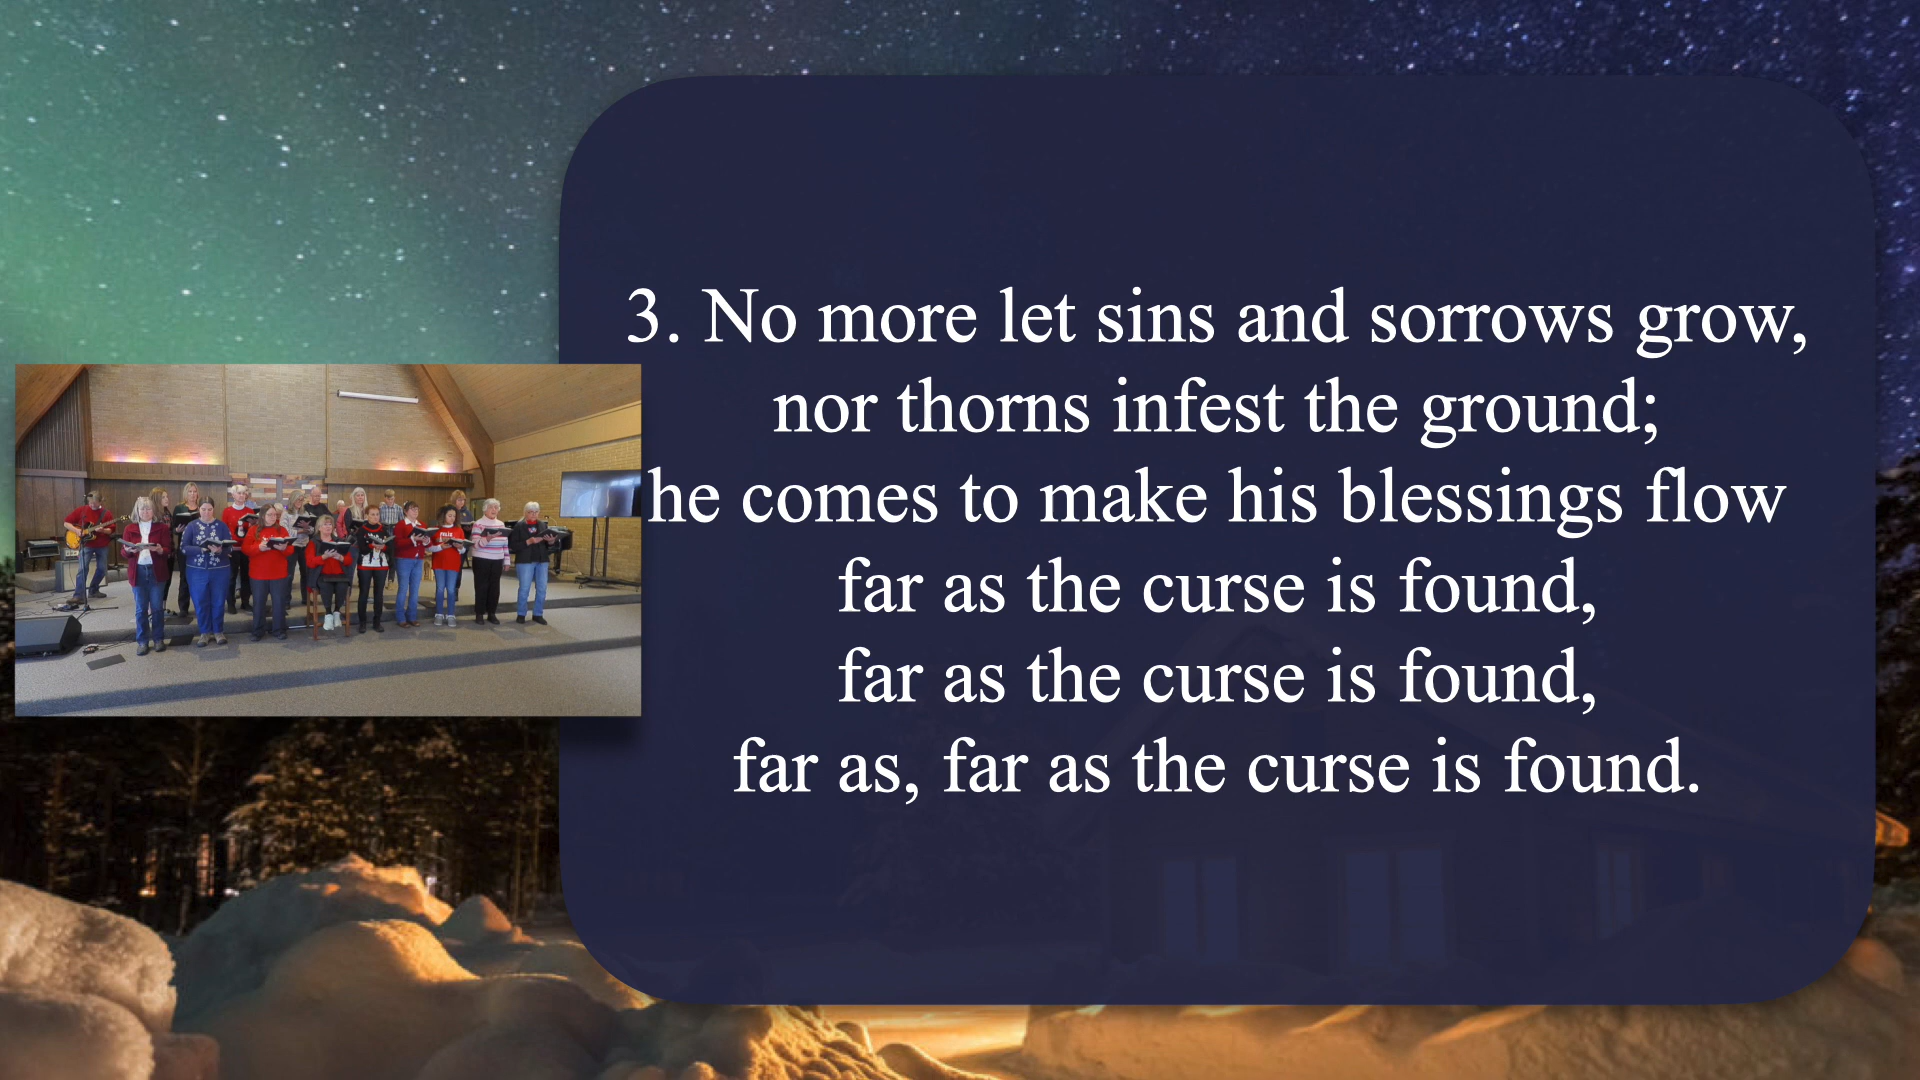 3. No more let sins and sorrows grow,
nor thorns infest the ground;
he comes to make his blessings flow
far as the curse is found,
far as the curse is found,
far as, far as the curse is found.